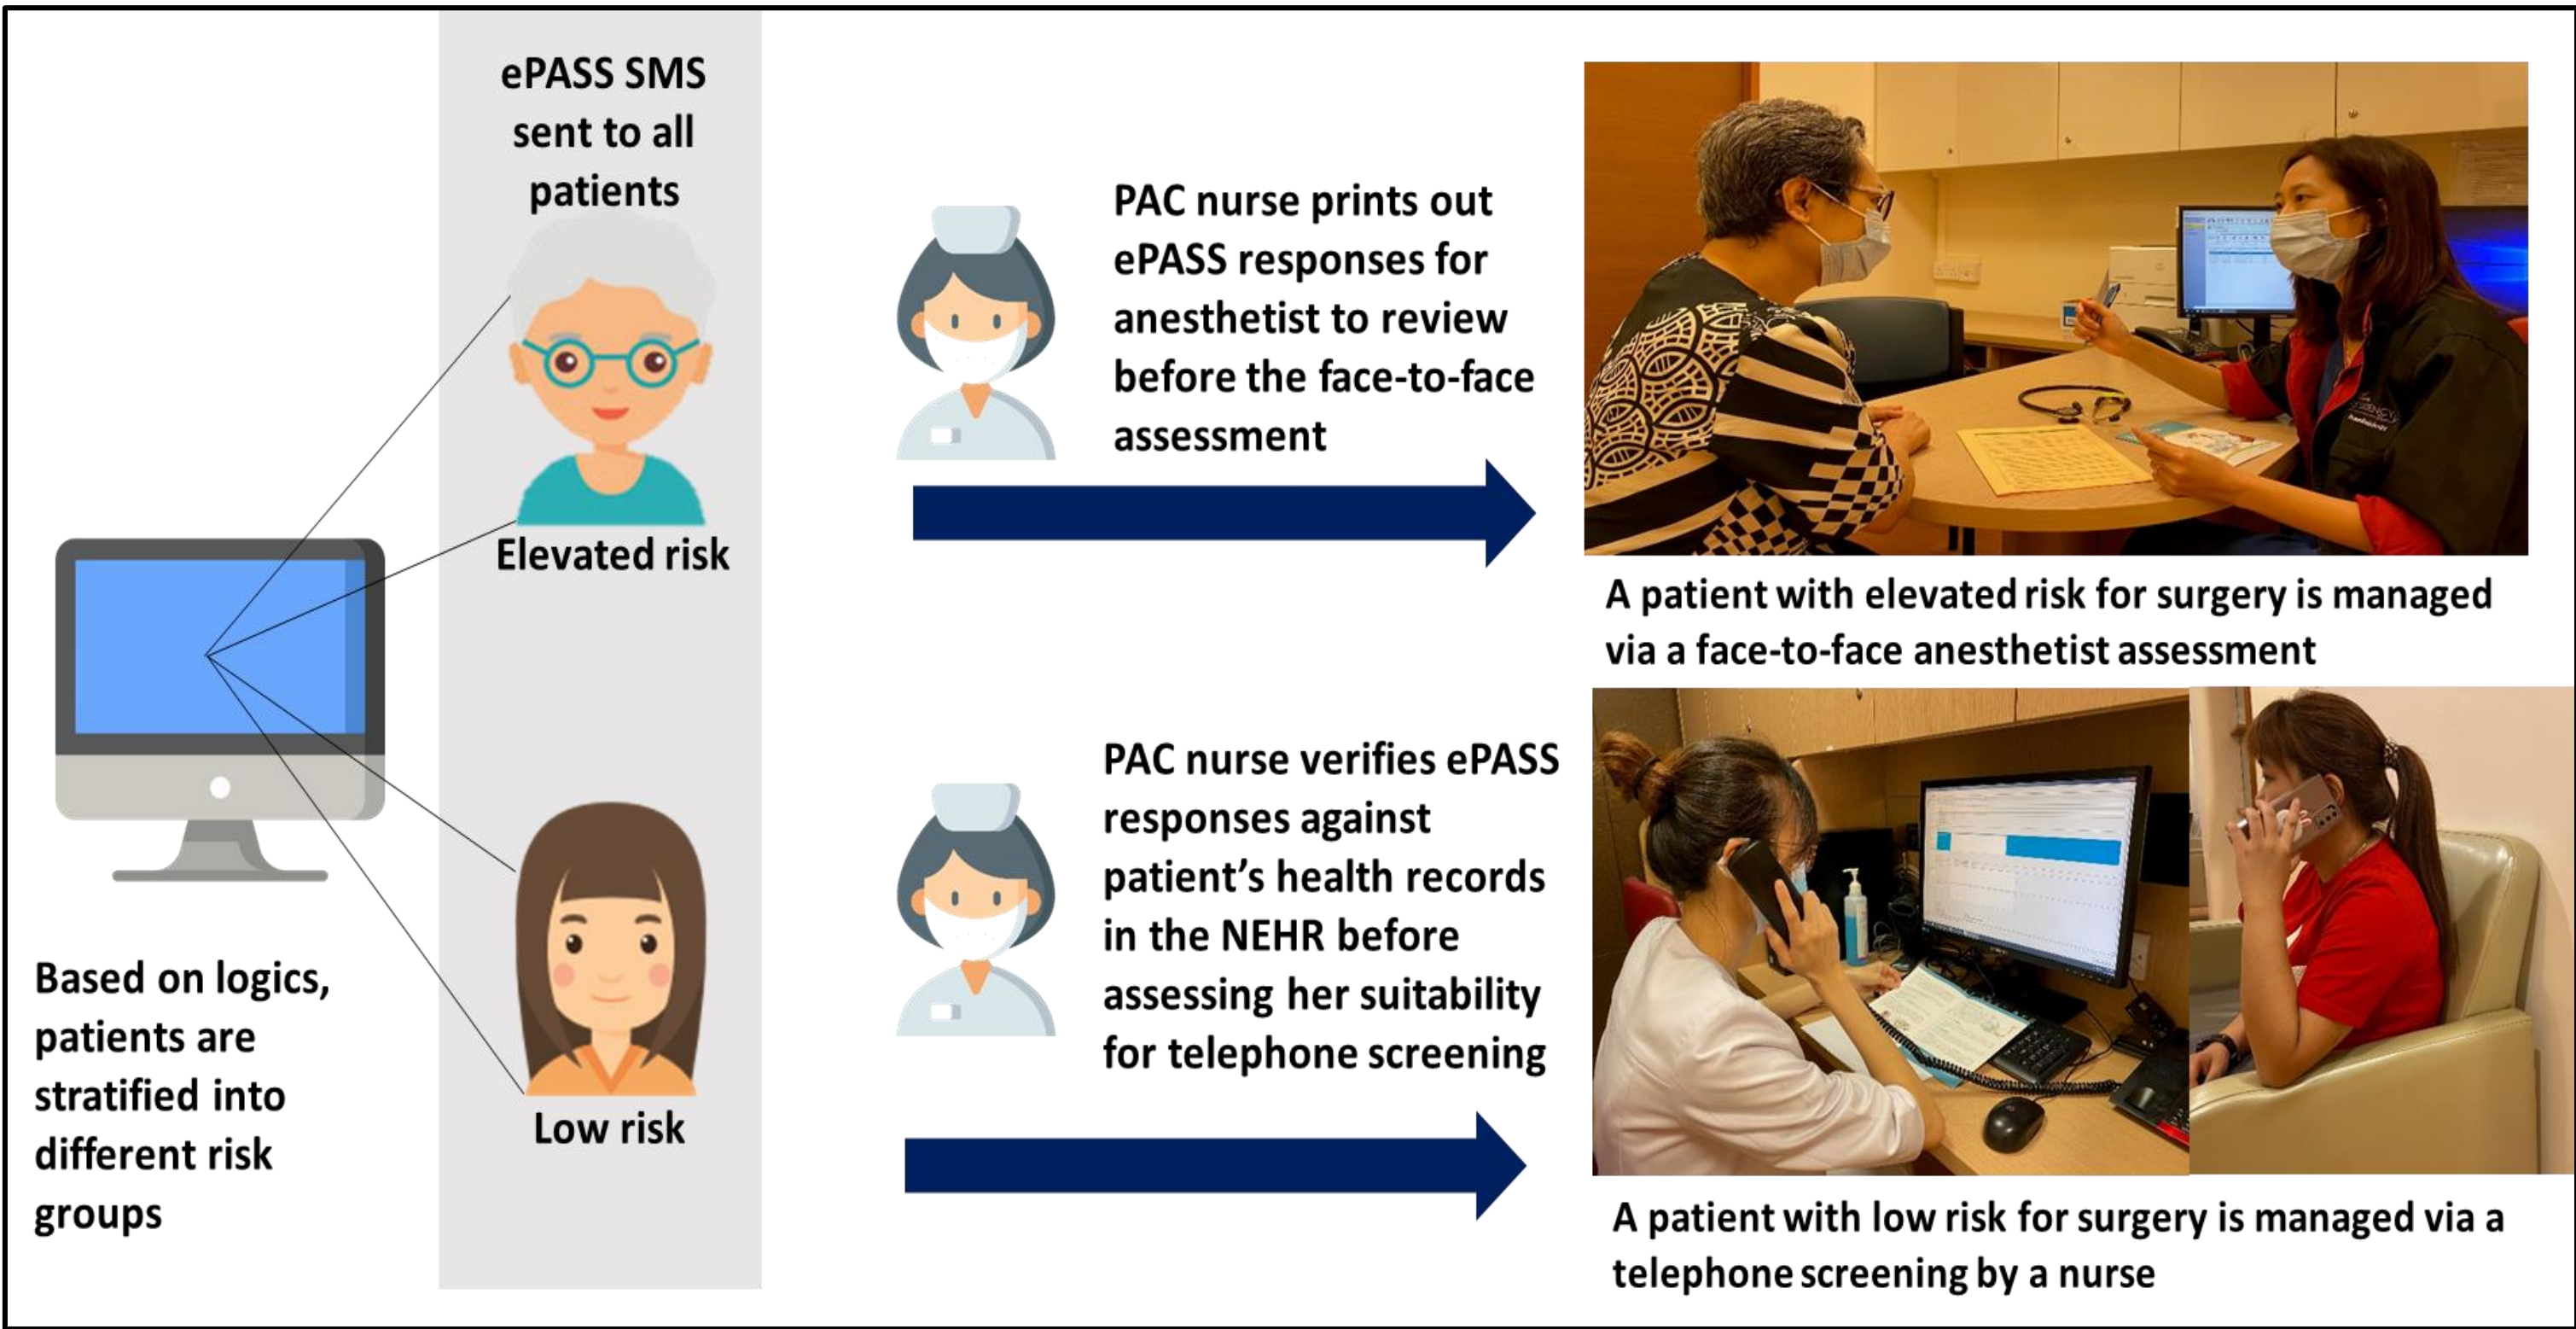 ePASS SMS
sent to all
patients
Elevated risk
Low risk
Based on logics,
patients are
stratified into
different risk
groups
PAC nurse prints out
ePASS responses for
anesthetist to review
before the face-to-face
assessment
A patient with elevated risk for surgery is managed
via a face-to-face anesthetist assessment
PAC nurse verifies ePASS
responses against
patient's health records
in the NEHR before
assessing her suitability
for telephone screening
A patient with low risk for surgery is managed via a
telephone screening by a nurse